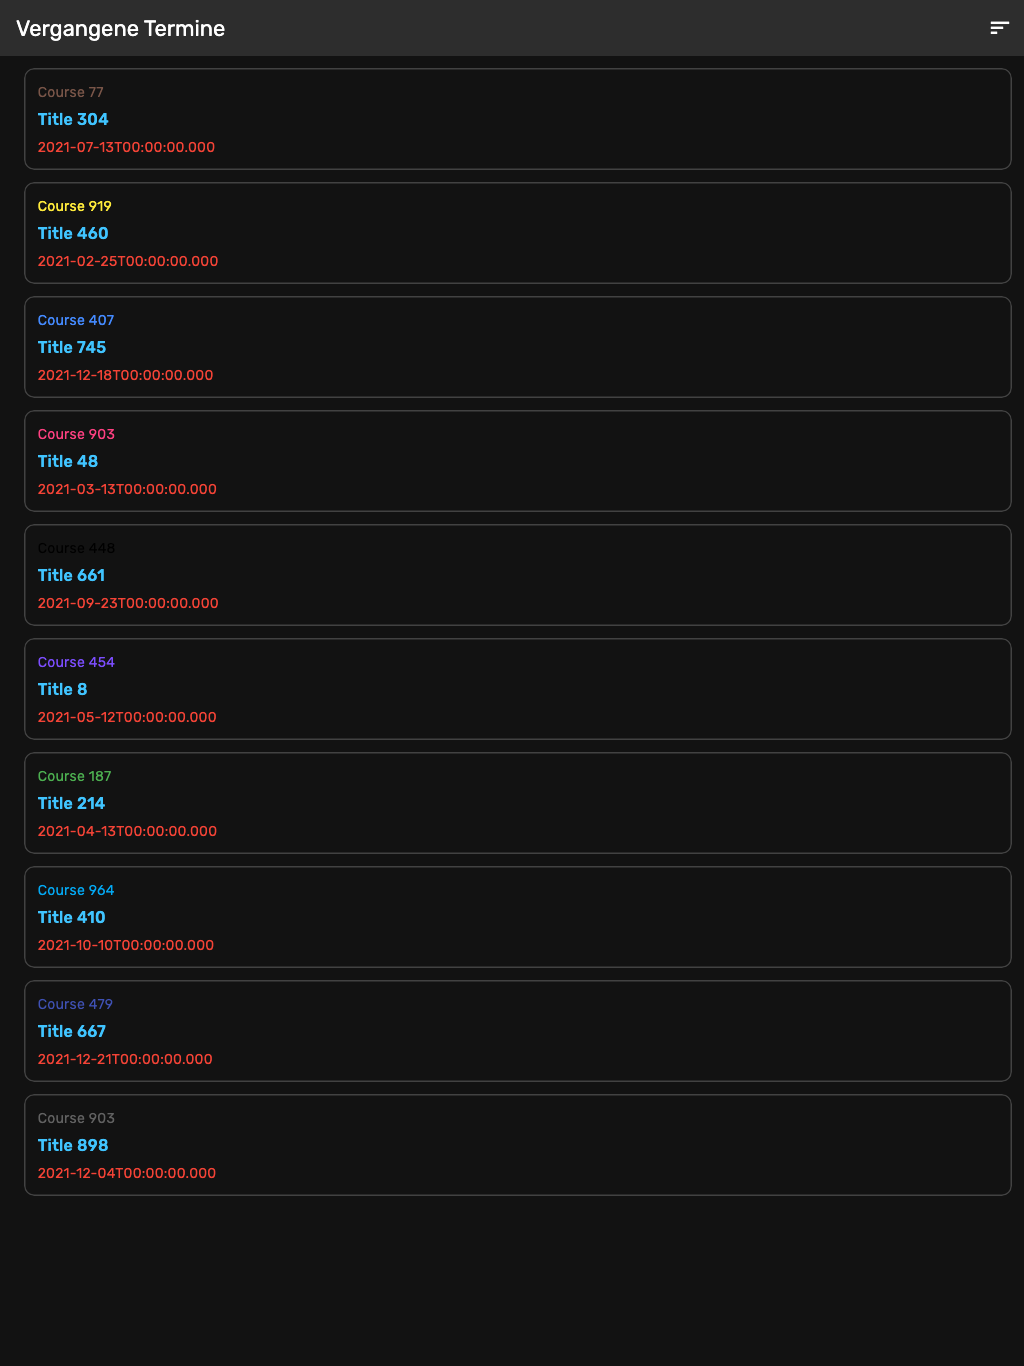 Vergangene Termine
Course 77
Title 304
2021-07-13T00:00:00.000
Course 919
Title 460
2021-02-25T00:00:00.000
Course 407
Title 745
2021-12-18T00:00:00.000
Course 903
Title 48
2021-03-13T00:00:00.000
Course 448
Title 661
2021-09-23T00:00:00.000
Course 454
Title 8
2021-05-12T00:00:00.000
Course 187
Title 214
2021-04-13T00:00:00.000
Course 964
Title 410
2021-10-10T00:00:00.000
Course 479
Title 667
2021-12-21T00:00:00.000
Course 903
Title 898
2021-12-04T00:00:00.000